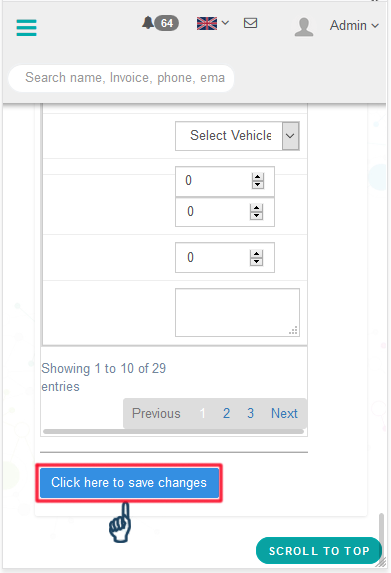 64
Admin
Search name, Invoice, phone, ema
Select Vehicle
0
0
0
Showing 1 to 10 of 29
entries
Previous 1 2 3 Next
Click here to save changes
SCROLL TO TOP